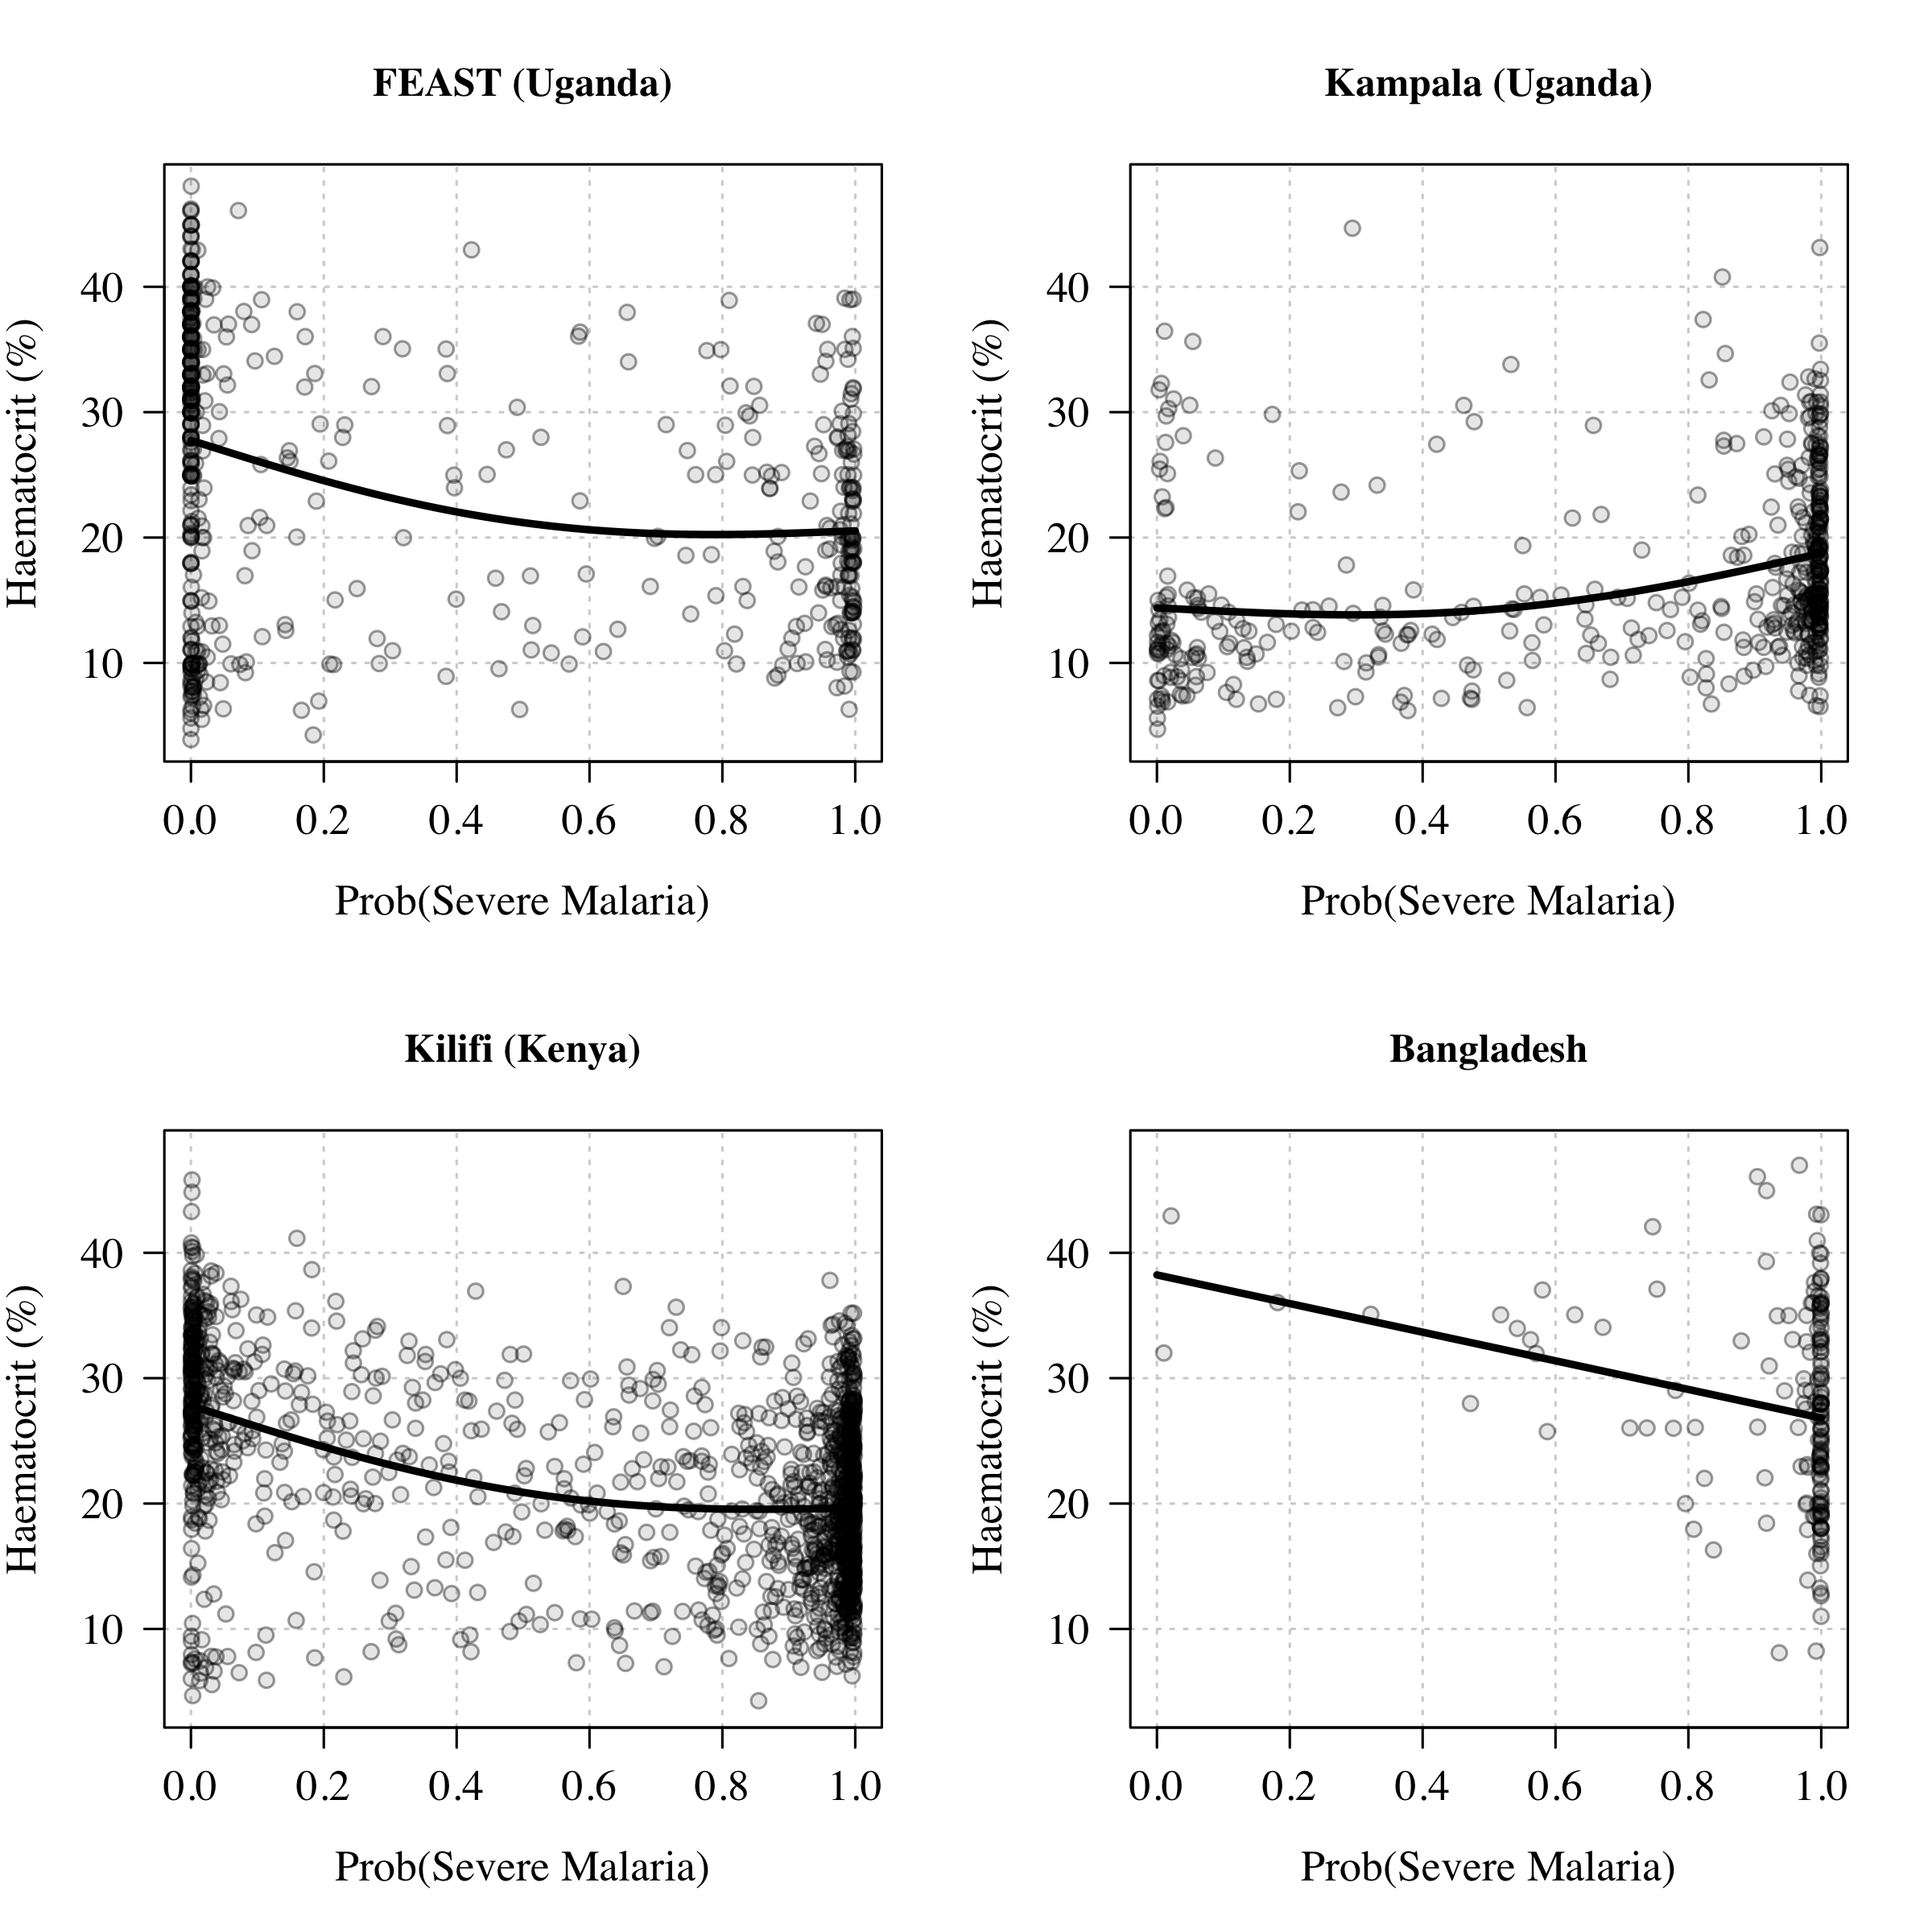 FEAST (Uganda)
Haematocrit (%)
40
30
20
10
0.0 0.2 0.4 0.6 0.8 1.0
Prob(Severe Malaria)
Kampala (Uganda)
Haematocrit (%)
40
30
20
10
0.0 0.2 0.4 0.6 0.8 1.0
Prob(Severe Malaria)
Kilifi (Kenya)
Haematocrit (%)
40
30
20
10
0.0 0.2 0.4 0.6 0.8 1.0
Prob(Severe Malaria)
Bangladesh
Haematocrit (%)
40
30
20
10
0.0 0.2 0.4 0.6 0.8 1.0
Prob(Severe Malaria)